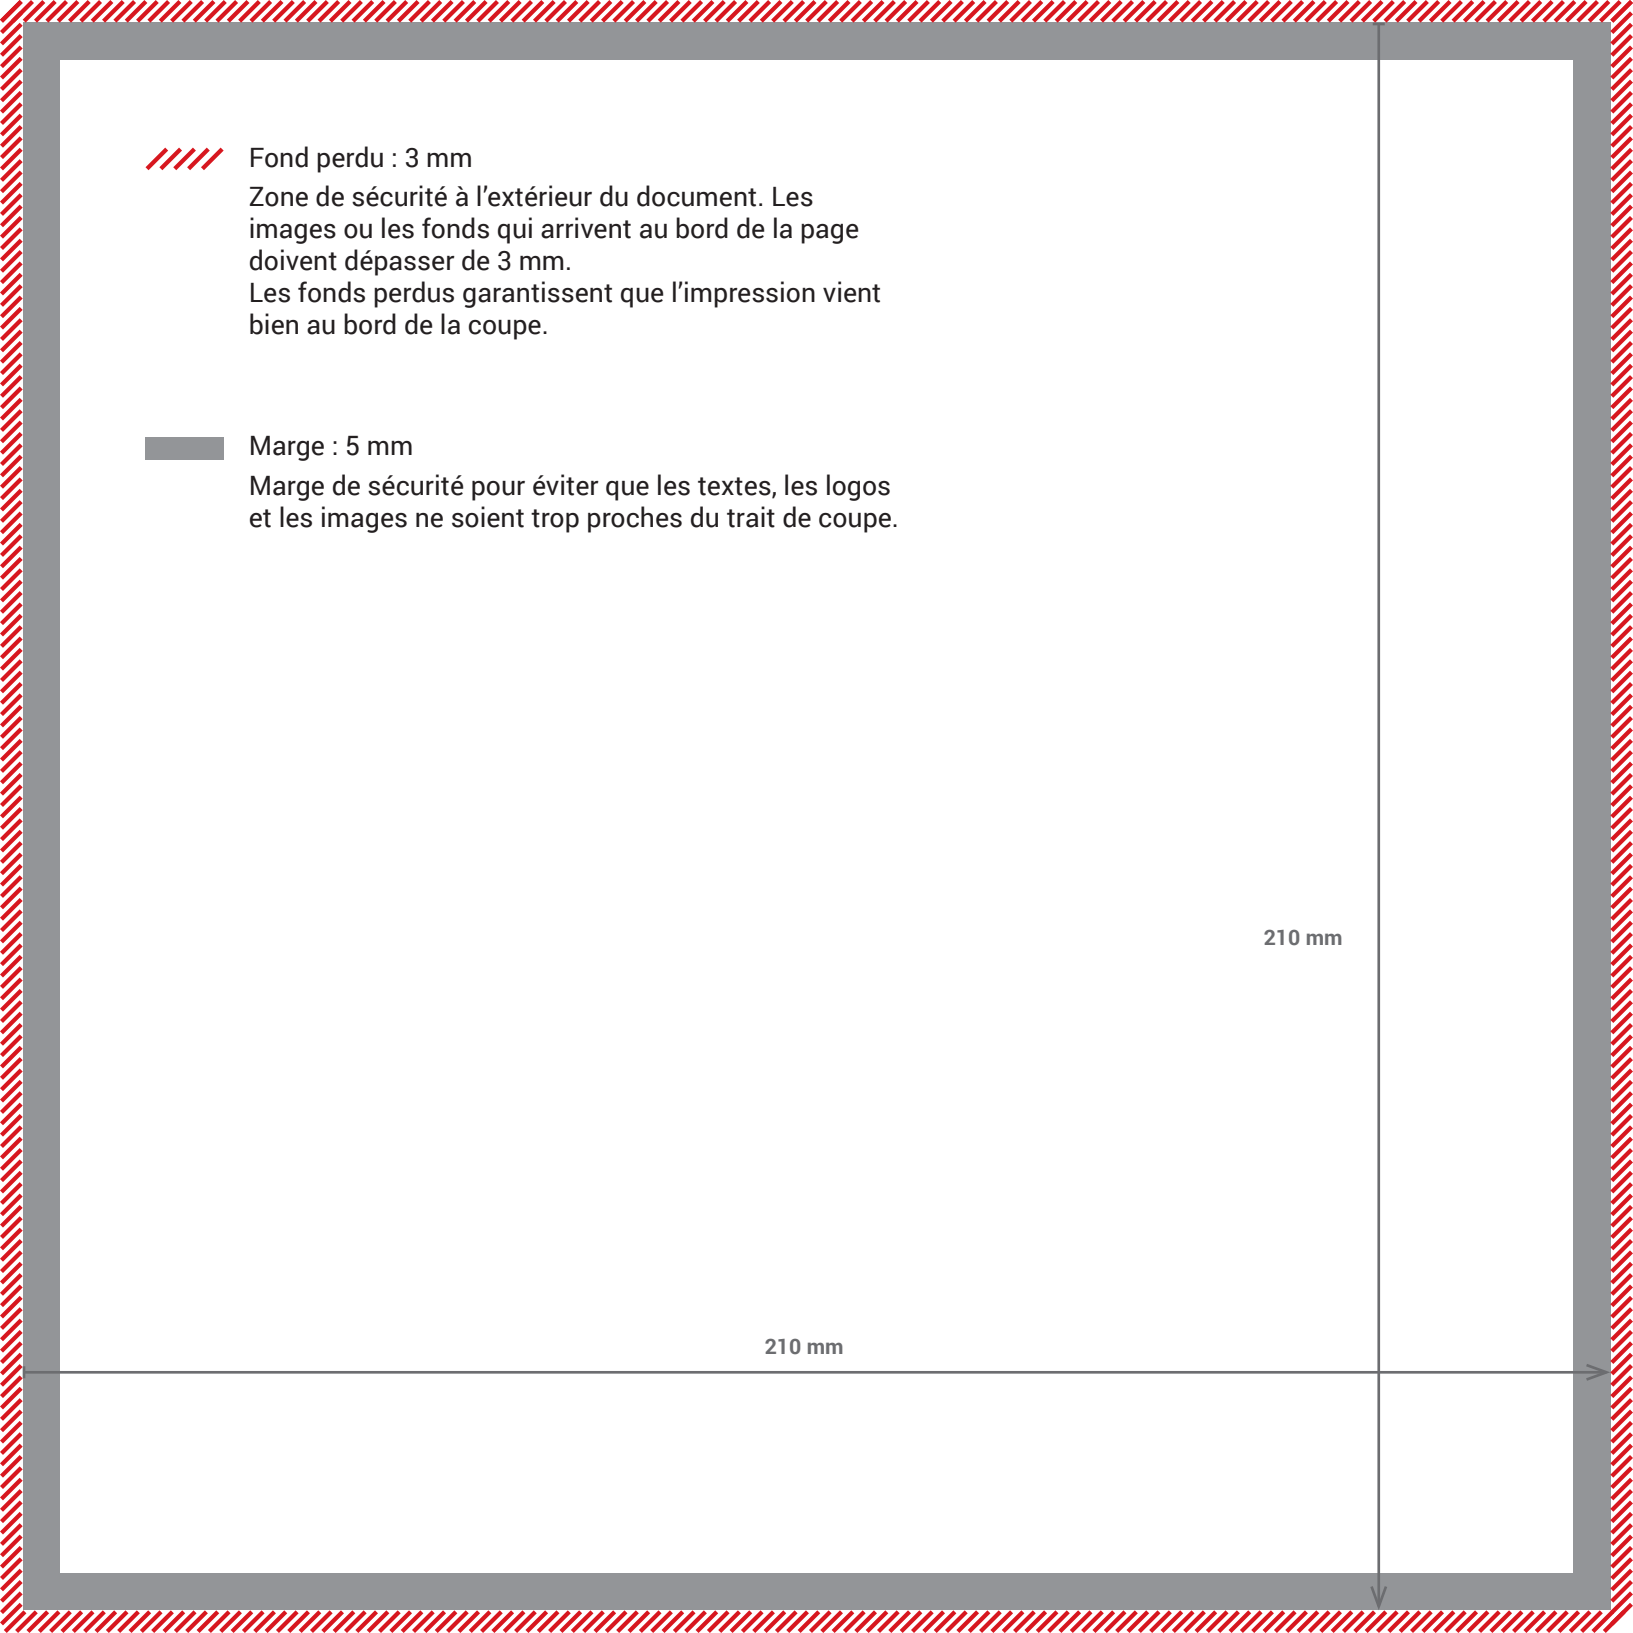 Fond perdu : 3 mm
Zone de sécurité à l’extérieur du document. Les
images ou les fonds qui arrivent au bord de la page
doivent dépasser de 3 mm.
Les fonds perdus garantissent que l’impression vient
bien au bord de la coupe.
Marge : 5 mm
Marge de sécurité pour éviter que les textes, les logos
et les images ne soient trop proches du trait de coupe.
210 mm
210 mm